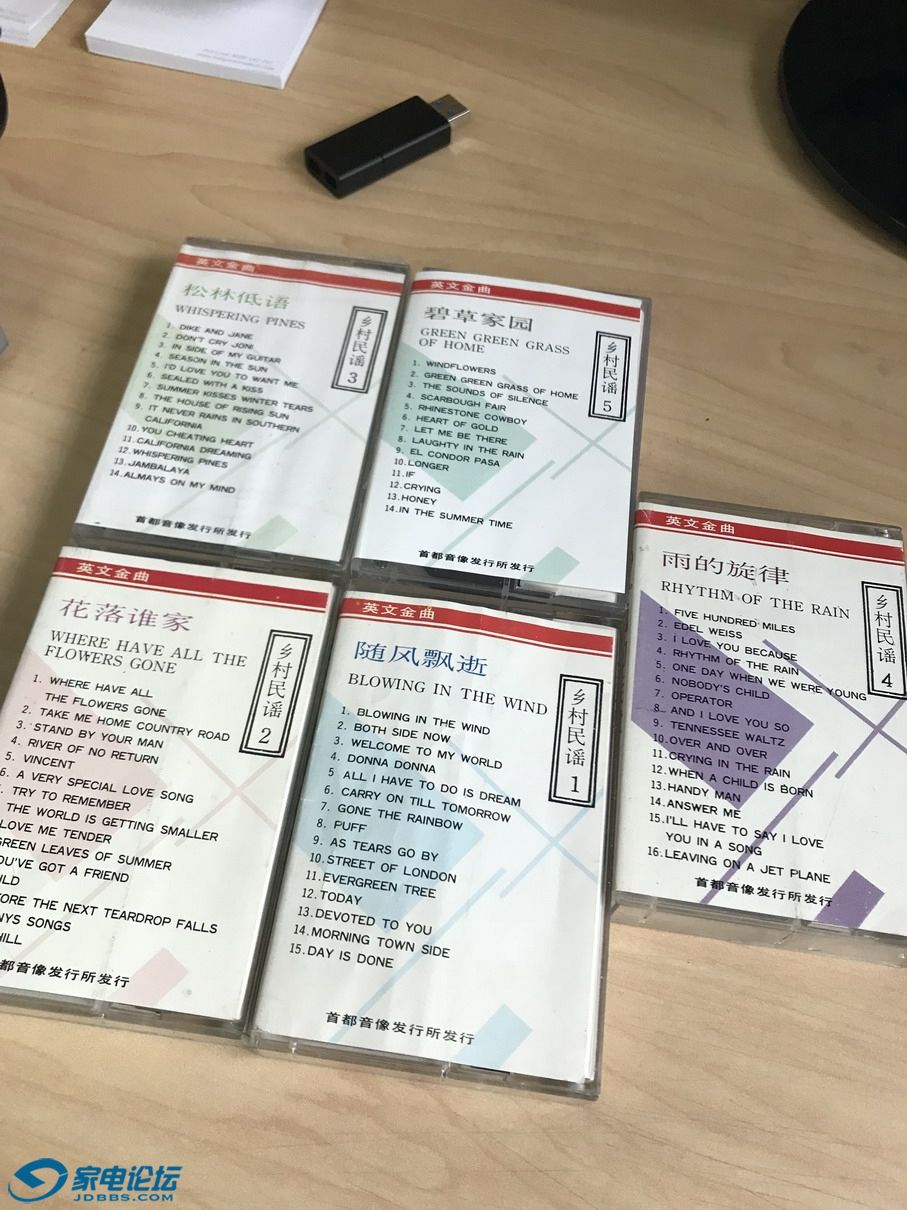 英文金曲
松林低语
WHISPERING PINES
乡村民谣 3
1. DIKE AND JANE
2. DON'T CRY JONI
3. IN SIDE OF MY GUITAR
4. SEASON IN THE SUN
5. I'D LOVE YOU TO WANT ME
6. SEALED WITH A KISS
7. SUMMER KISSES WINTER TEARS
8. THE HOUSE OF RISING SUN
9. IT NEVER RAINS IN SOUTHERN
CALIFORNIA
10. YOU CHEATING HEART
11. CALIFORNIA DREAMING
12. WHISPERING PINES
13. JAMBALAYA
14. ALMAYS ON MY MIND
首都音像发行所发行
英文金曲
碧草家园
GREEN GREEN GRASS
OF HOME
乡村民谣 5
1. WINDFLOWERS
2. GREEN GREEN GRASS OF HOME
3. THE SOUNDS OF SILENCE
4. SCARBOUGH FAIR
5. RHINESTONE COWBOY
6. HEART OF GOLD
7. LET ME BE THERE
8. LAUGHTY IN THE RAIN
9. EL CONDOR PASA
10. LONGER
11. IF
12. CRYING
13. HONEY
14. IN THE SUMMER TIME
首都音像发行所发行
英文金曲
花落谁家
WHERE HAVE ALL THE
FLOWERS GONE
乡村民谣 2
1. WHERE HAVE ALL
THE FLOWERS GONE
2. TAKE ME HOME COUNTRY ROAD
3. STAND BY YOUR MAN
4. RIVER OF NO RETURN
5. VINCENT
6. A VERY SPECIAL LOVE SONG
TRY TO REMEMBER
THE WORLD IS GETTING SMALLER
LOVE ME TENDER
GREEN LEAVES OF SUMMER
OU'VE GOT A FRIEND
ILD
FORE THE NEXT TEARDROP FALLS
NYS SONGS
HILL
都音像发行所发行
英文金曲
随风飘逝
BLOWING IN THE WIND
乡村民谣 1
1. BLOWING IN THE WIND
2. BOTH SIDE NOW
3. WELCOME TO MY WORLD
4. DONNA DONNA
5 ALL I HAVE TO DO IS DREAM
6. CARRY ON TILL TOMORROW
7. GONE THE RAINBOW
8. PUFF
9. AS TEARS GO BY
10. STREET OF LONDON
11. EVERGREEN TREE
12. TODAY
13. DEVOTED TO YOU
14. MORNING TOWN SIDE
15. DAY IS DONE
首都音像发行所发行
英文金曲
雨的旋律
RHYTHM OF THE RAIN
乡村民谣 4
1. FIVE HUNDRED MILES
2. EDEL WEISS
3. I LOVE YOU BECAUSE
4. RHYTHM OF THE RAIN
5. ONE DAY WHEN WE WERE YOUNG
6. NOBODY'S CHILD
7. OPERATOR
8. AND I LOVE YOU SO
9. TENNESSEE WALTZ
10. OVER AND OVER
11. CRYING IN THE RAIN
12. WHEN A CHILD IS BORN
13. HANDY MAN
14. ANSWER ME
15. I'LL HAVE TO SAY I LOVE
YOU IN A SONG
16. LEAVING ON A JET PLANE
首都音像发行所发行
家电论坛
JDBBS.COM